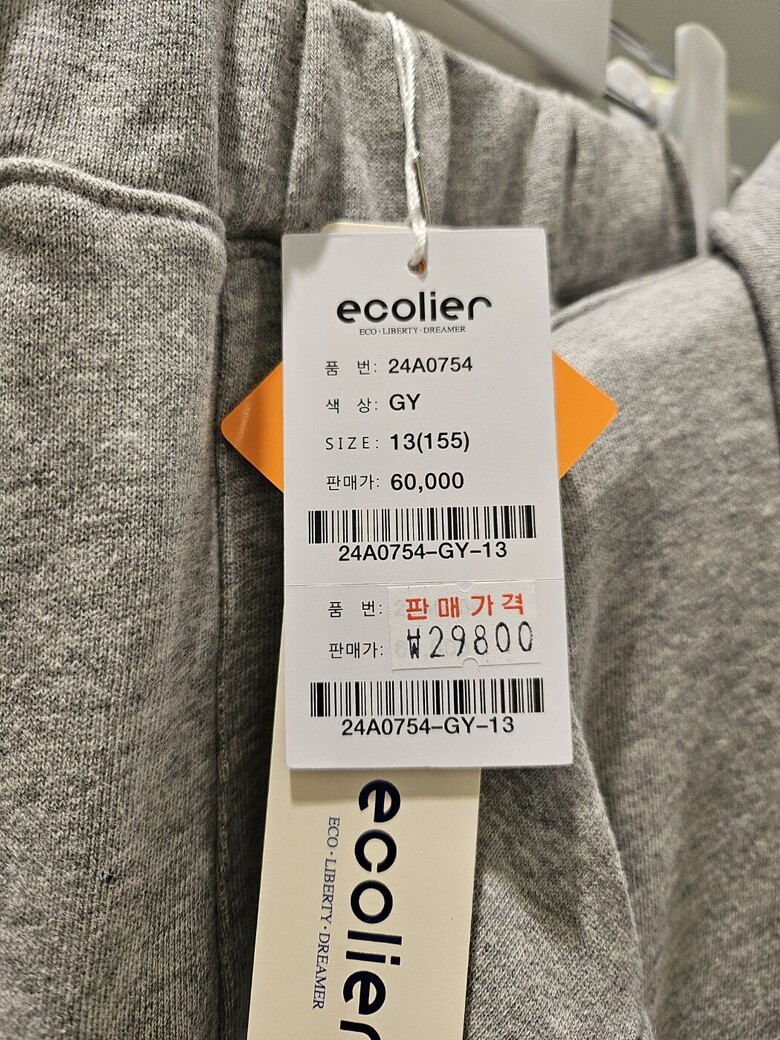 ecolier
ECO·LIBERTY·DREAMER
품 번: 24A0754
색 상: GY
SIZE: 13(155)
판매가: 60,000
24A0754-GY-13
품 번: 판매가격
판매가: ₩29800
24A0754-GY-13
ecolier
ECO·LIBERTY·DREAMER